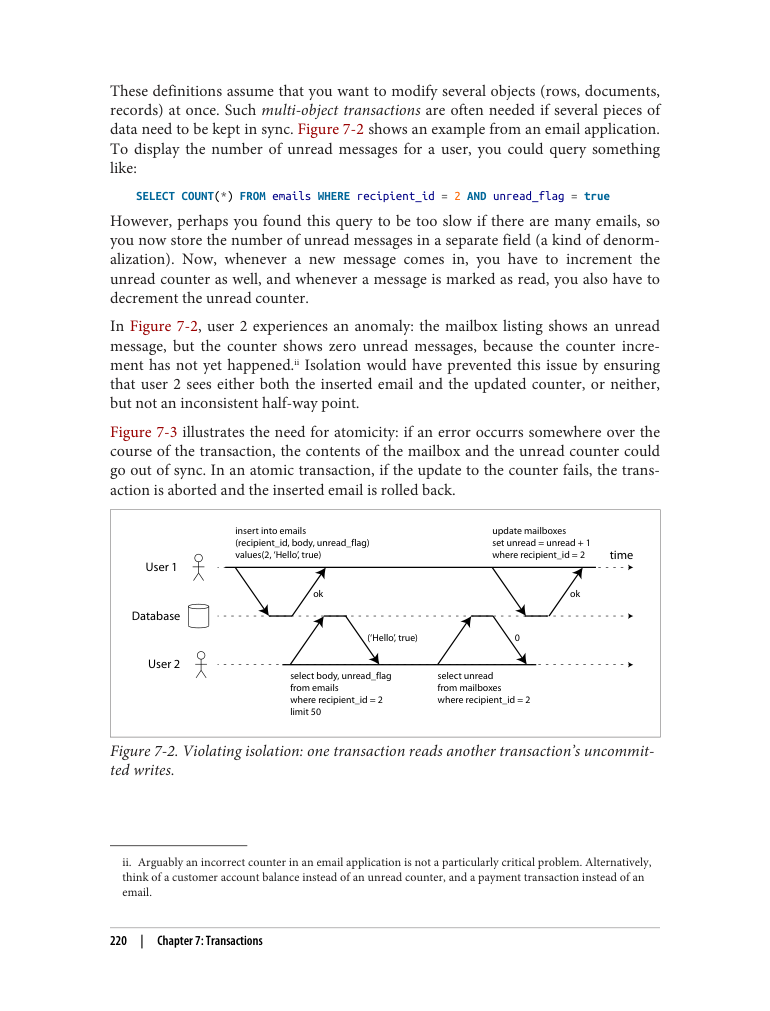 These definitions assume that you want to modify several objects (rows, documents,
records) at once. Such multi-object transactions are often needed if several pieces of
data need to be kept in sync. Figure 7-2 shows an example from an email application.
To display the number of unread messages for a user, you could query something
like:
SELECT COUNT(*) FROM emails WHERE recipient_id = 2 AND unread_flag = true
However, perhaps you found this query to be too slow if there are many emails, so
you now store the number of unread messages in a separate field (a kind of denorm-
alization). Now, whenever a new message comes in, you have to increment the
unread counter as well, and whenever a message is marked as read, you also have to
decrement the unread counter.
In Figure 7-2, user 2 experiences an anomaly: the mailbox listing shows an unread
message, but the counter shows zero unread messages, because the counter incre-
ment has not yet happened.ii Isolation would have prevented this issue by ensuring
that user 2 sees either both the inserted email and the updated counter, or neither,
but not an inconsistent half-way point.
Figure 7-3 illustrates the need for atomicity: if an error occurrs somewhere over the
course of the transaction, the contents of the mailbox and the unread counter could
go out of sync. In an atomic transaction, if the update to the counter fails, the trans-
action is aborted and the inserted email is rolled back.
insert into emails
(recipient_id, body, unread_flag)
values(2, ‘Hello’, true)
update mailboxes
set unread = unread + 1
where recipient_id = 2
time
User 1
ok
ok
Database
(‘Hello’, true)
0
User 2
select body, unread_flag
from emails
where recipient_id = 2
limit 50
select unread
from mailboxes
where recipient_id = 2
Figure 7-2. Violating isolation: one transaction reads another transaction’s uncommit-
ted writes.
ii. Arguably an incorrect counter in an email application is not a particularly critical problem. Alternatively,
think of a customer account balance instead of an unread counter, and a payment transaction instead of an
email.
220 | Chapter 7: Transactions